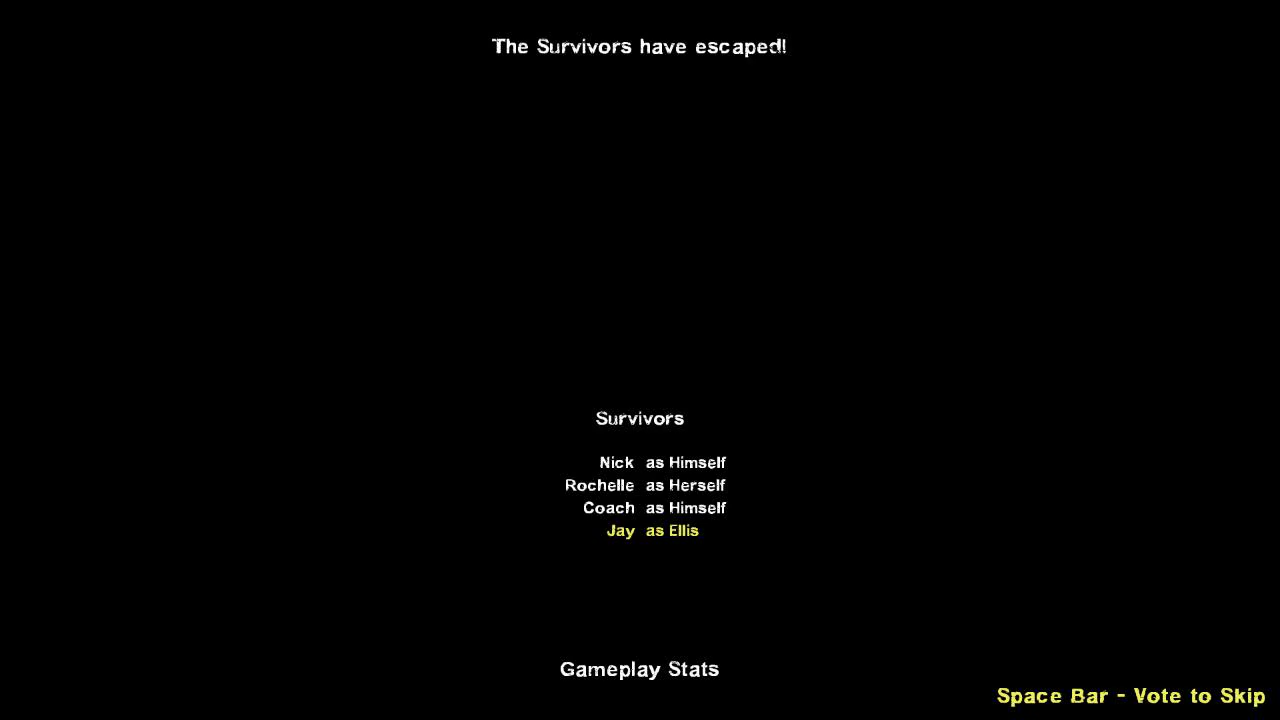 The Survivors have escaped!
Survivors
Nick as Himself
Rochelle as Herself
Coach as Himself
Jay as Ellis
Gameplay Stats
Space Bar - Vote to Skip